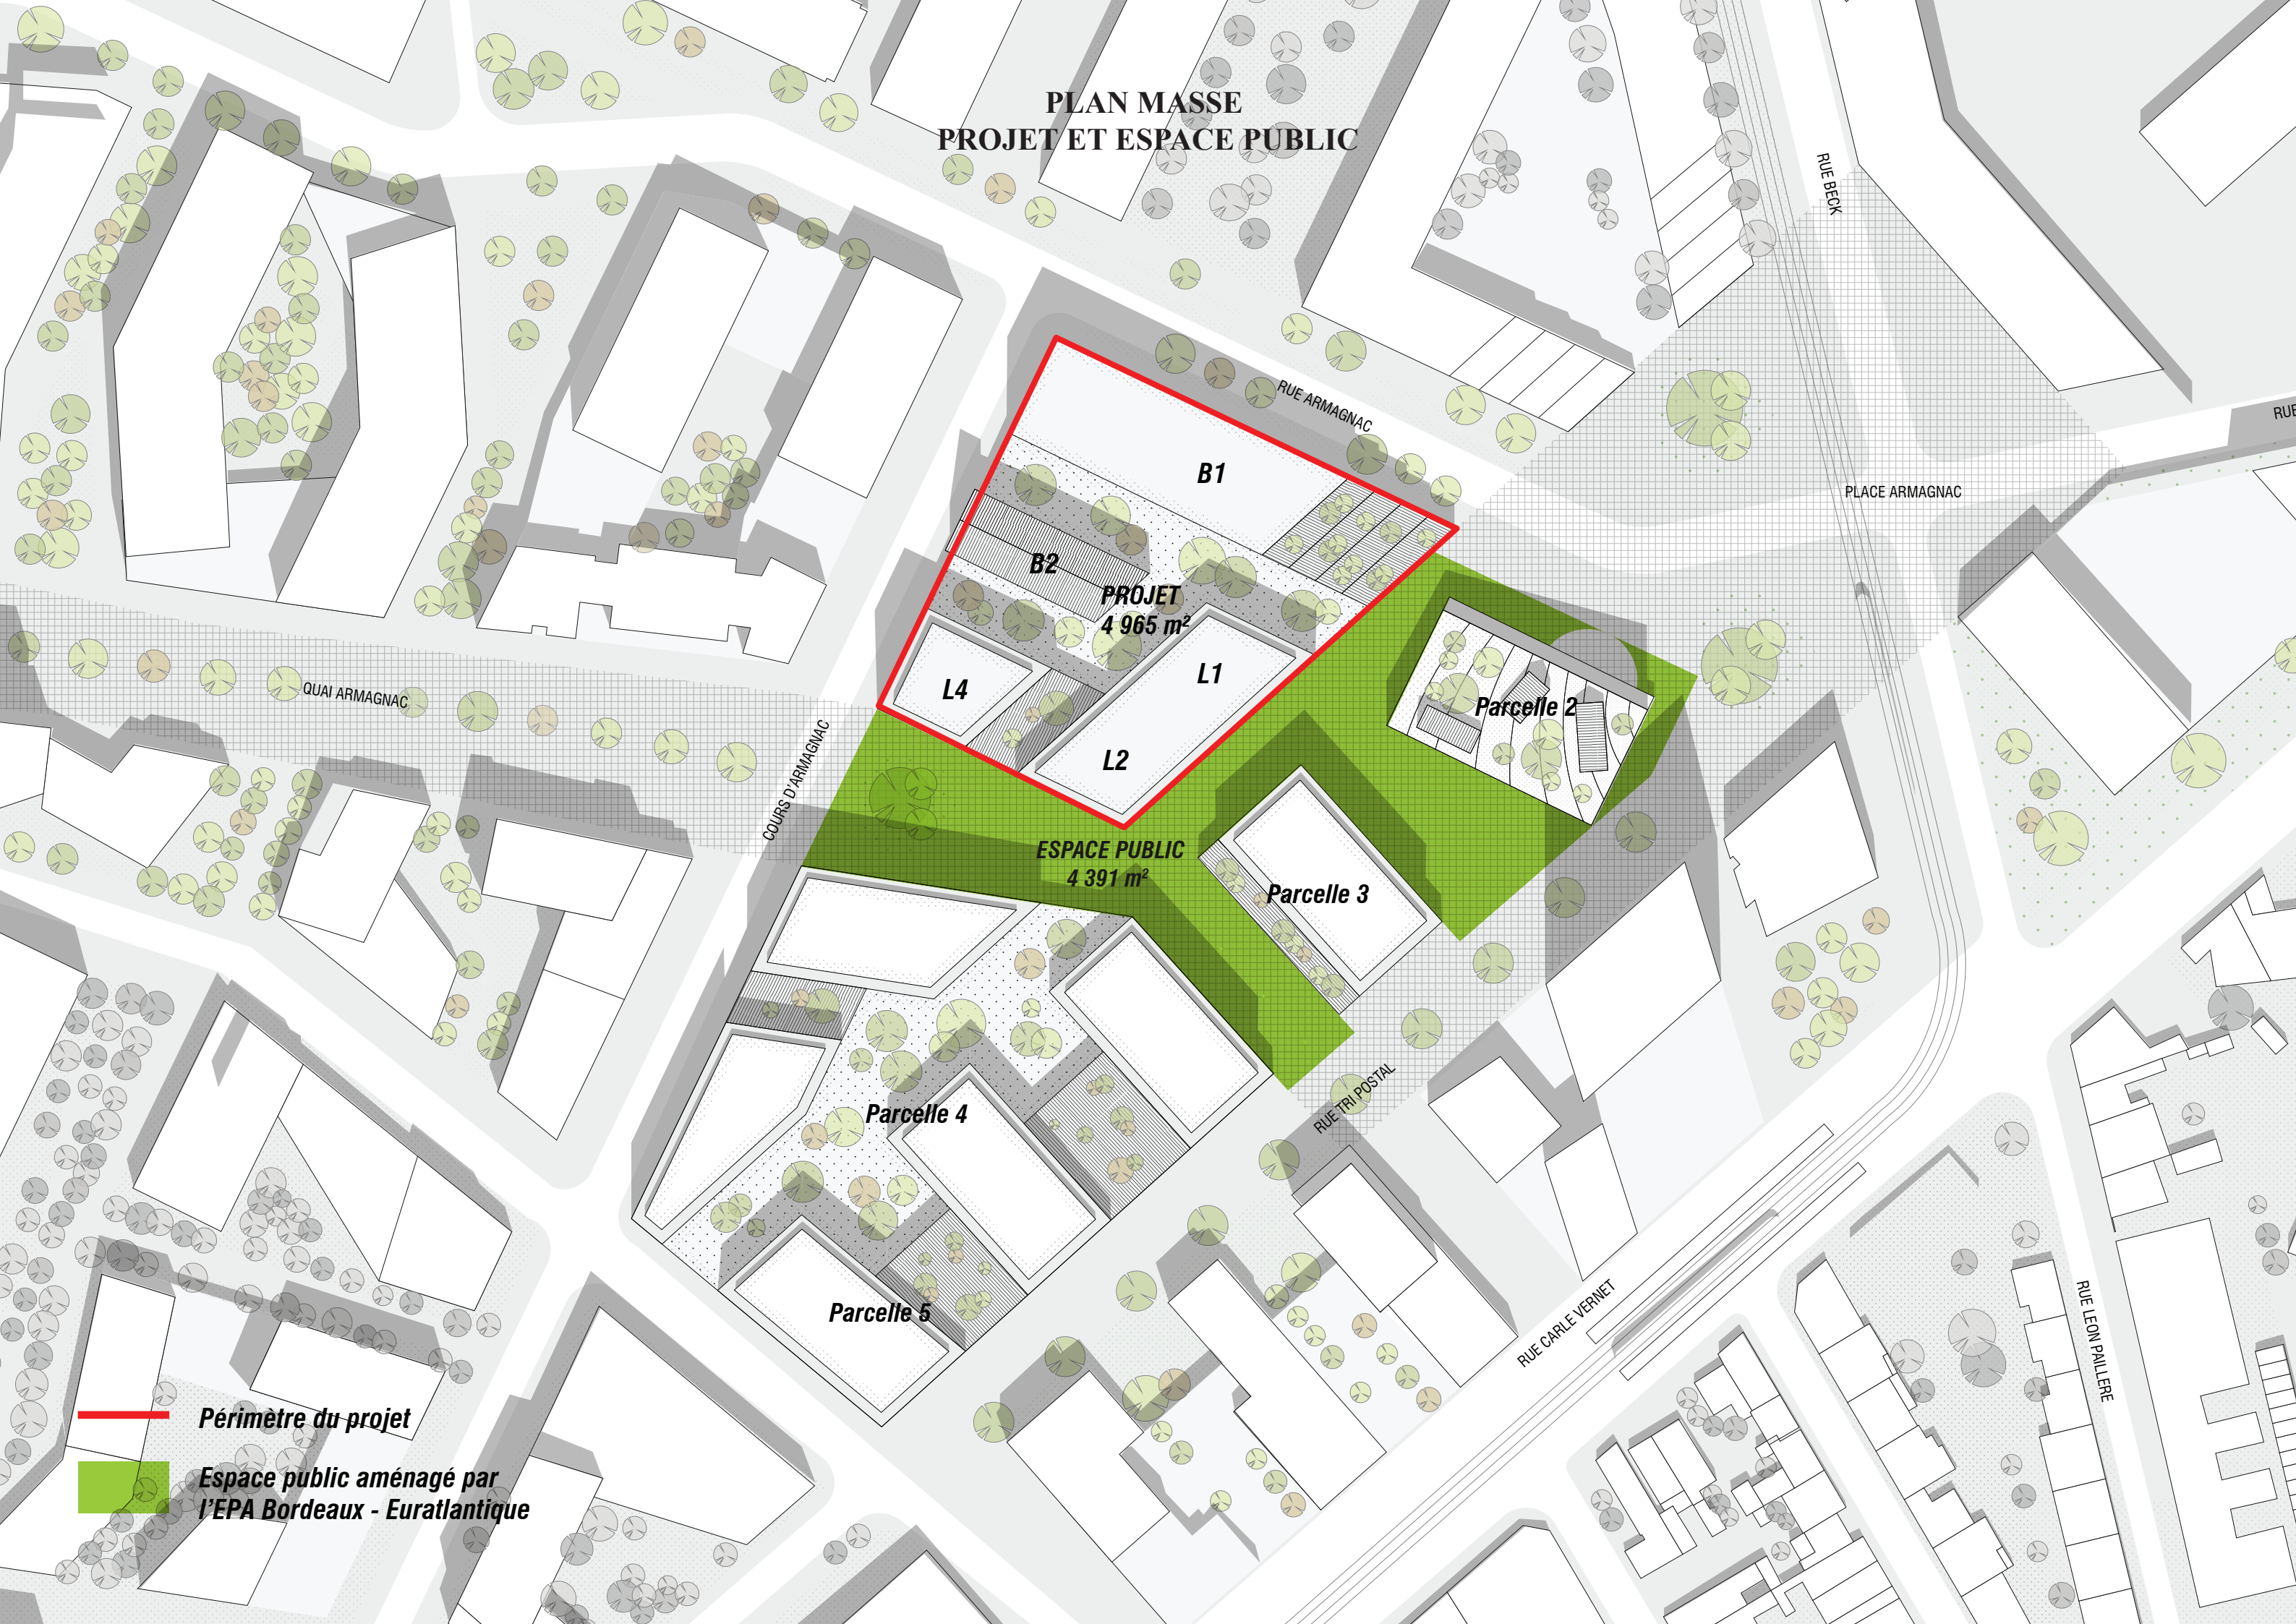 PLAN MASSE
PROJET ET ESPACE PUBLIC
RUE BECK
RUE ARMAGNAC
RUE
PLACE ARMAGNAC
B1
B2
PROJET
4 965 m²
L4
L1
L2
QUAI ARMAGNAC
COURS D'ARMAGNAC
Parcelle 2
ESPACE PUBLIC
4 391 m²
Parcelle 3
Parcelle 4
RUE TRI POSTAL
Parcelle 5
RUE CARLE VERNET
RUE LEON PAILLERE
Périmètre du projet
Espace public aménagé par
l'EPA Bordeaux - Euratlantique